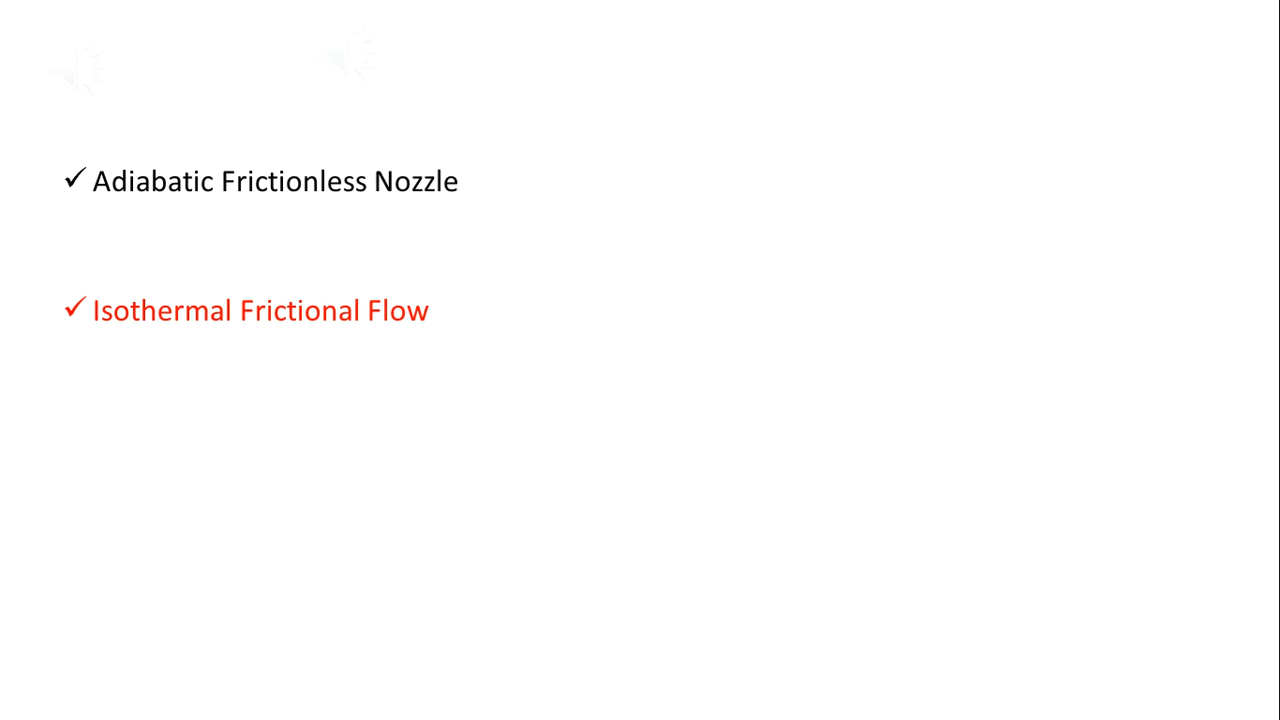 ✓ Adiabatic Frictionless Nozzle
✓ Isothermal Frictional Flow